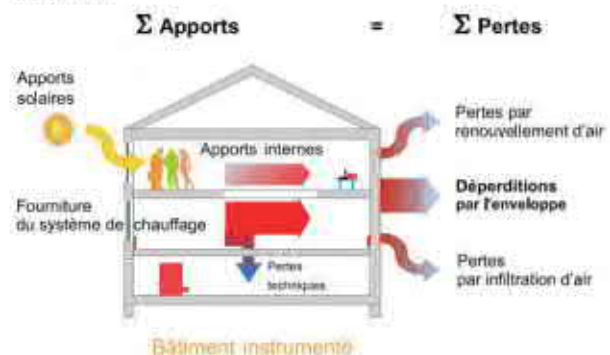 Σ Apports = Σ Pertes
Apports
solaires
Apports internes
Fourniture
du système de chauffage
Pertes
techniques
Pertes par
renouvellement d'air
Déperditions
par l'enveloppe
Pertes
par infiltration d'air
Bâtiment instrumenté